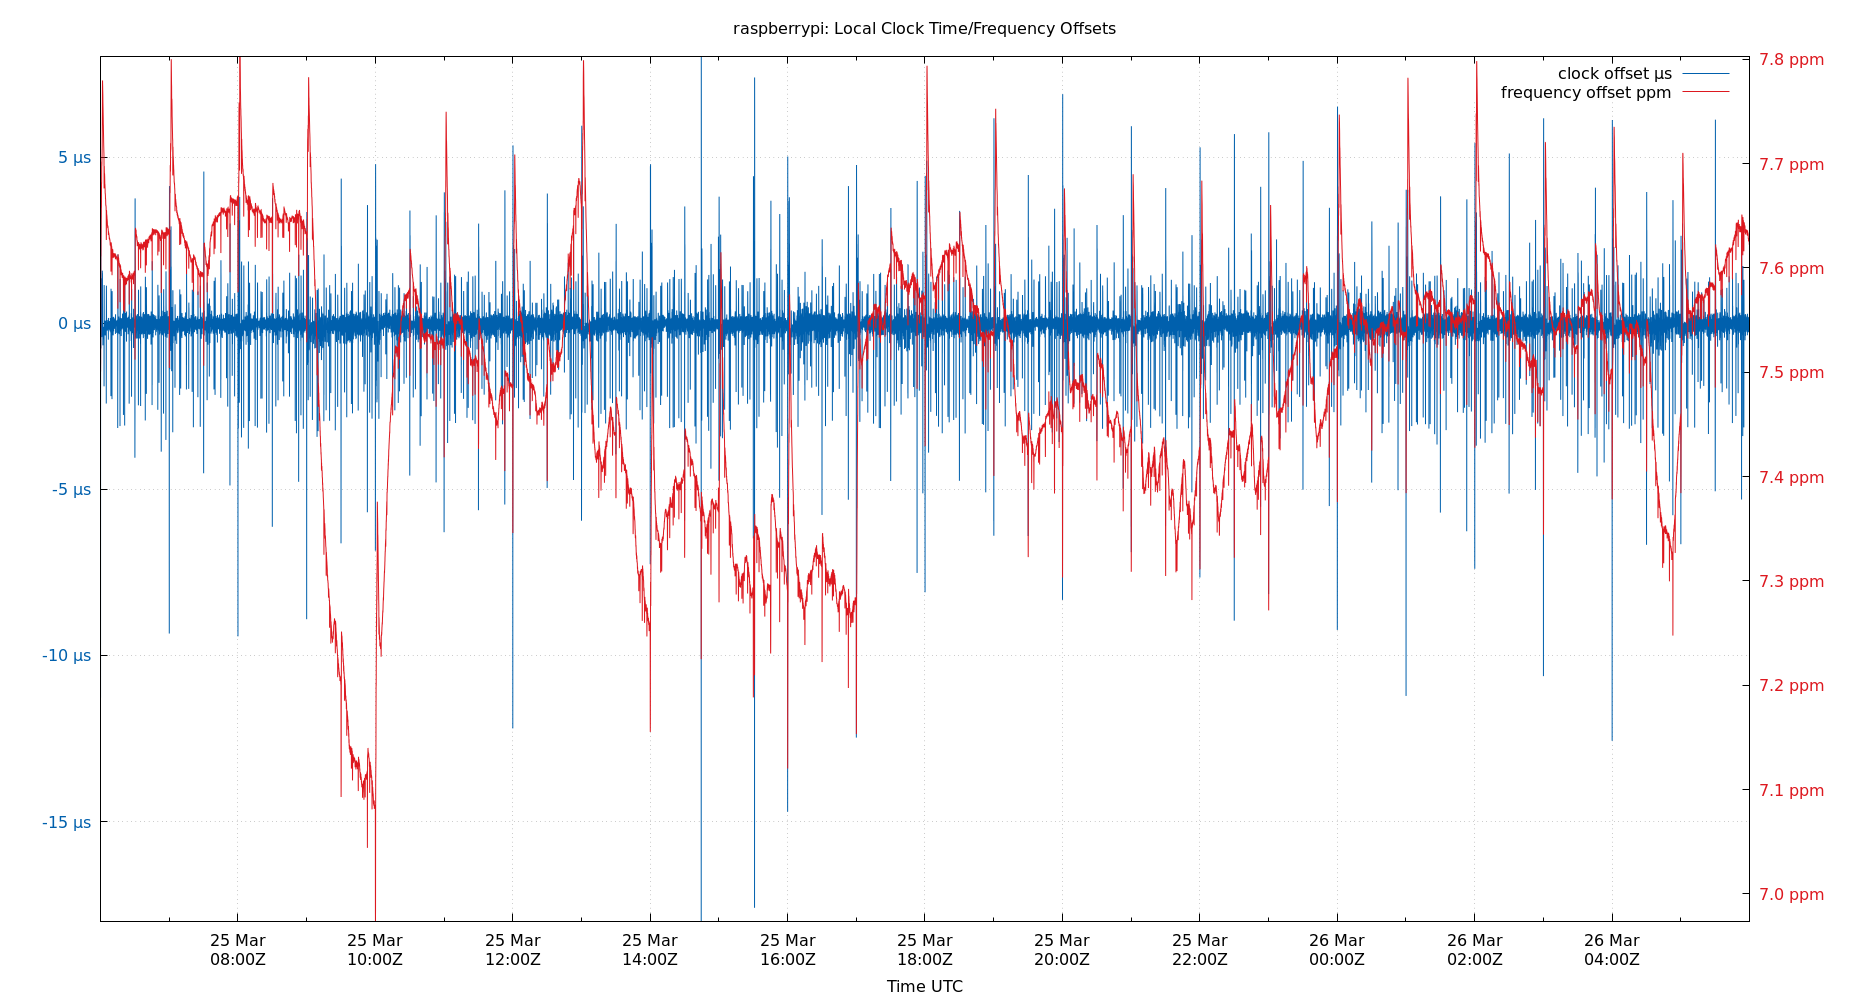 raspberrypi: Local Clock Time/Frequency Offsets
clock offset µs
frequency offset ppm
5 µs
0 µs
-5 µs
-10 µs
-15 µs
7.8 ppm
7.7 ppm
7.6 ppm
7.5 ppm
7.4 ppm
7.3 ppm
7.2 ppm
7.1 ppm
7.0 ppm
25 Mar 25 Mar 25 Mar 25 Mar 25 Mar 25 Mar 25 Mar 25 Mar 26 Mar 26 Mar 26 Mar
08:00Z 10:00Z 12:00Z 14:00Z 16:00Z 18:00Z 20:00Z 22:00Z 00:00Z 02:00Z 04:00Z
Time UTC